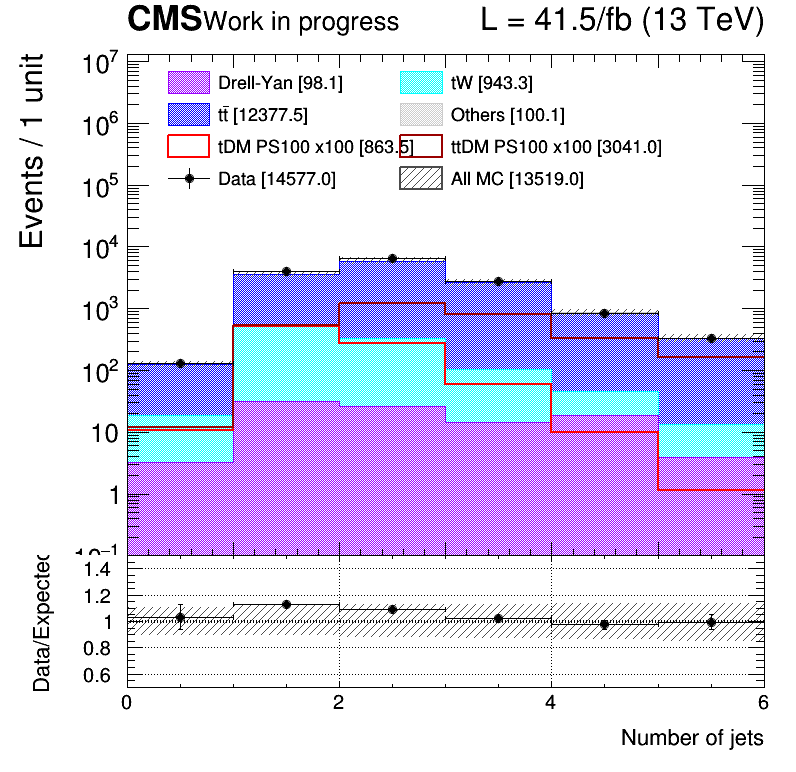 CMS Work in progress L = 41.5/fb (13 TeV)
Events / 1 unit
10⁷
10⁶
10⁵
10⁴
10³
10²
10
1
10⁻¹
Drell-Yan [98.1] tW [943.3]
tt̄ [12377.5] Others [100.1]
tDM PS100 x100 [863.5] ttDM PS100 x100 [3041.0]
Data [14577.0] All MC [13519.0]
Data/Expected
1.4
1.2
1
0.8
0.6
0 2 4 6
Number of jets